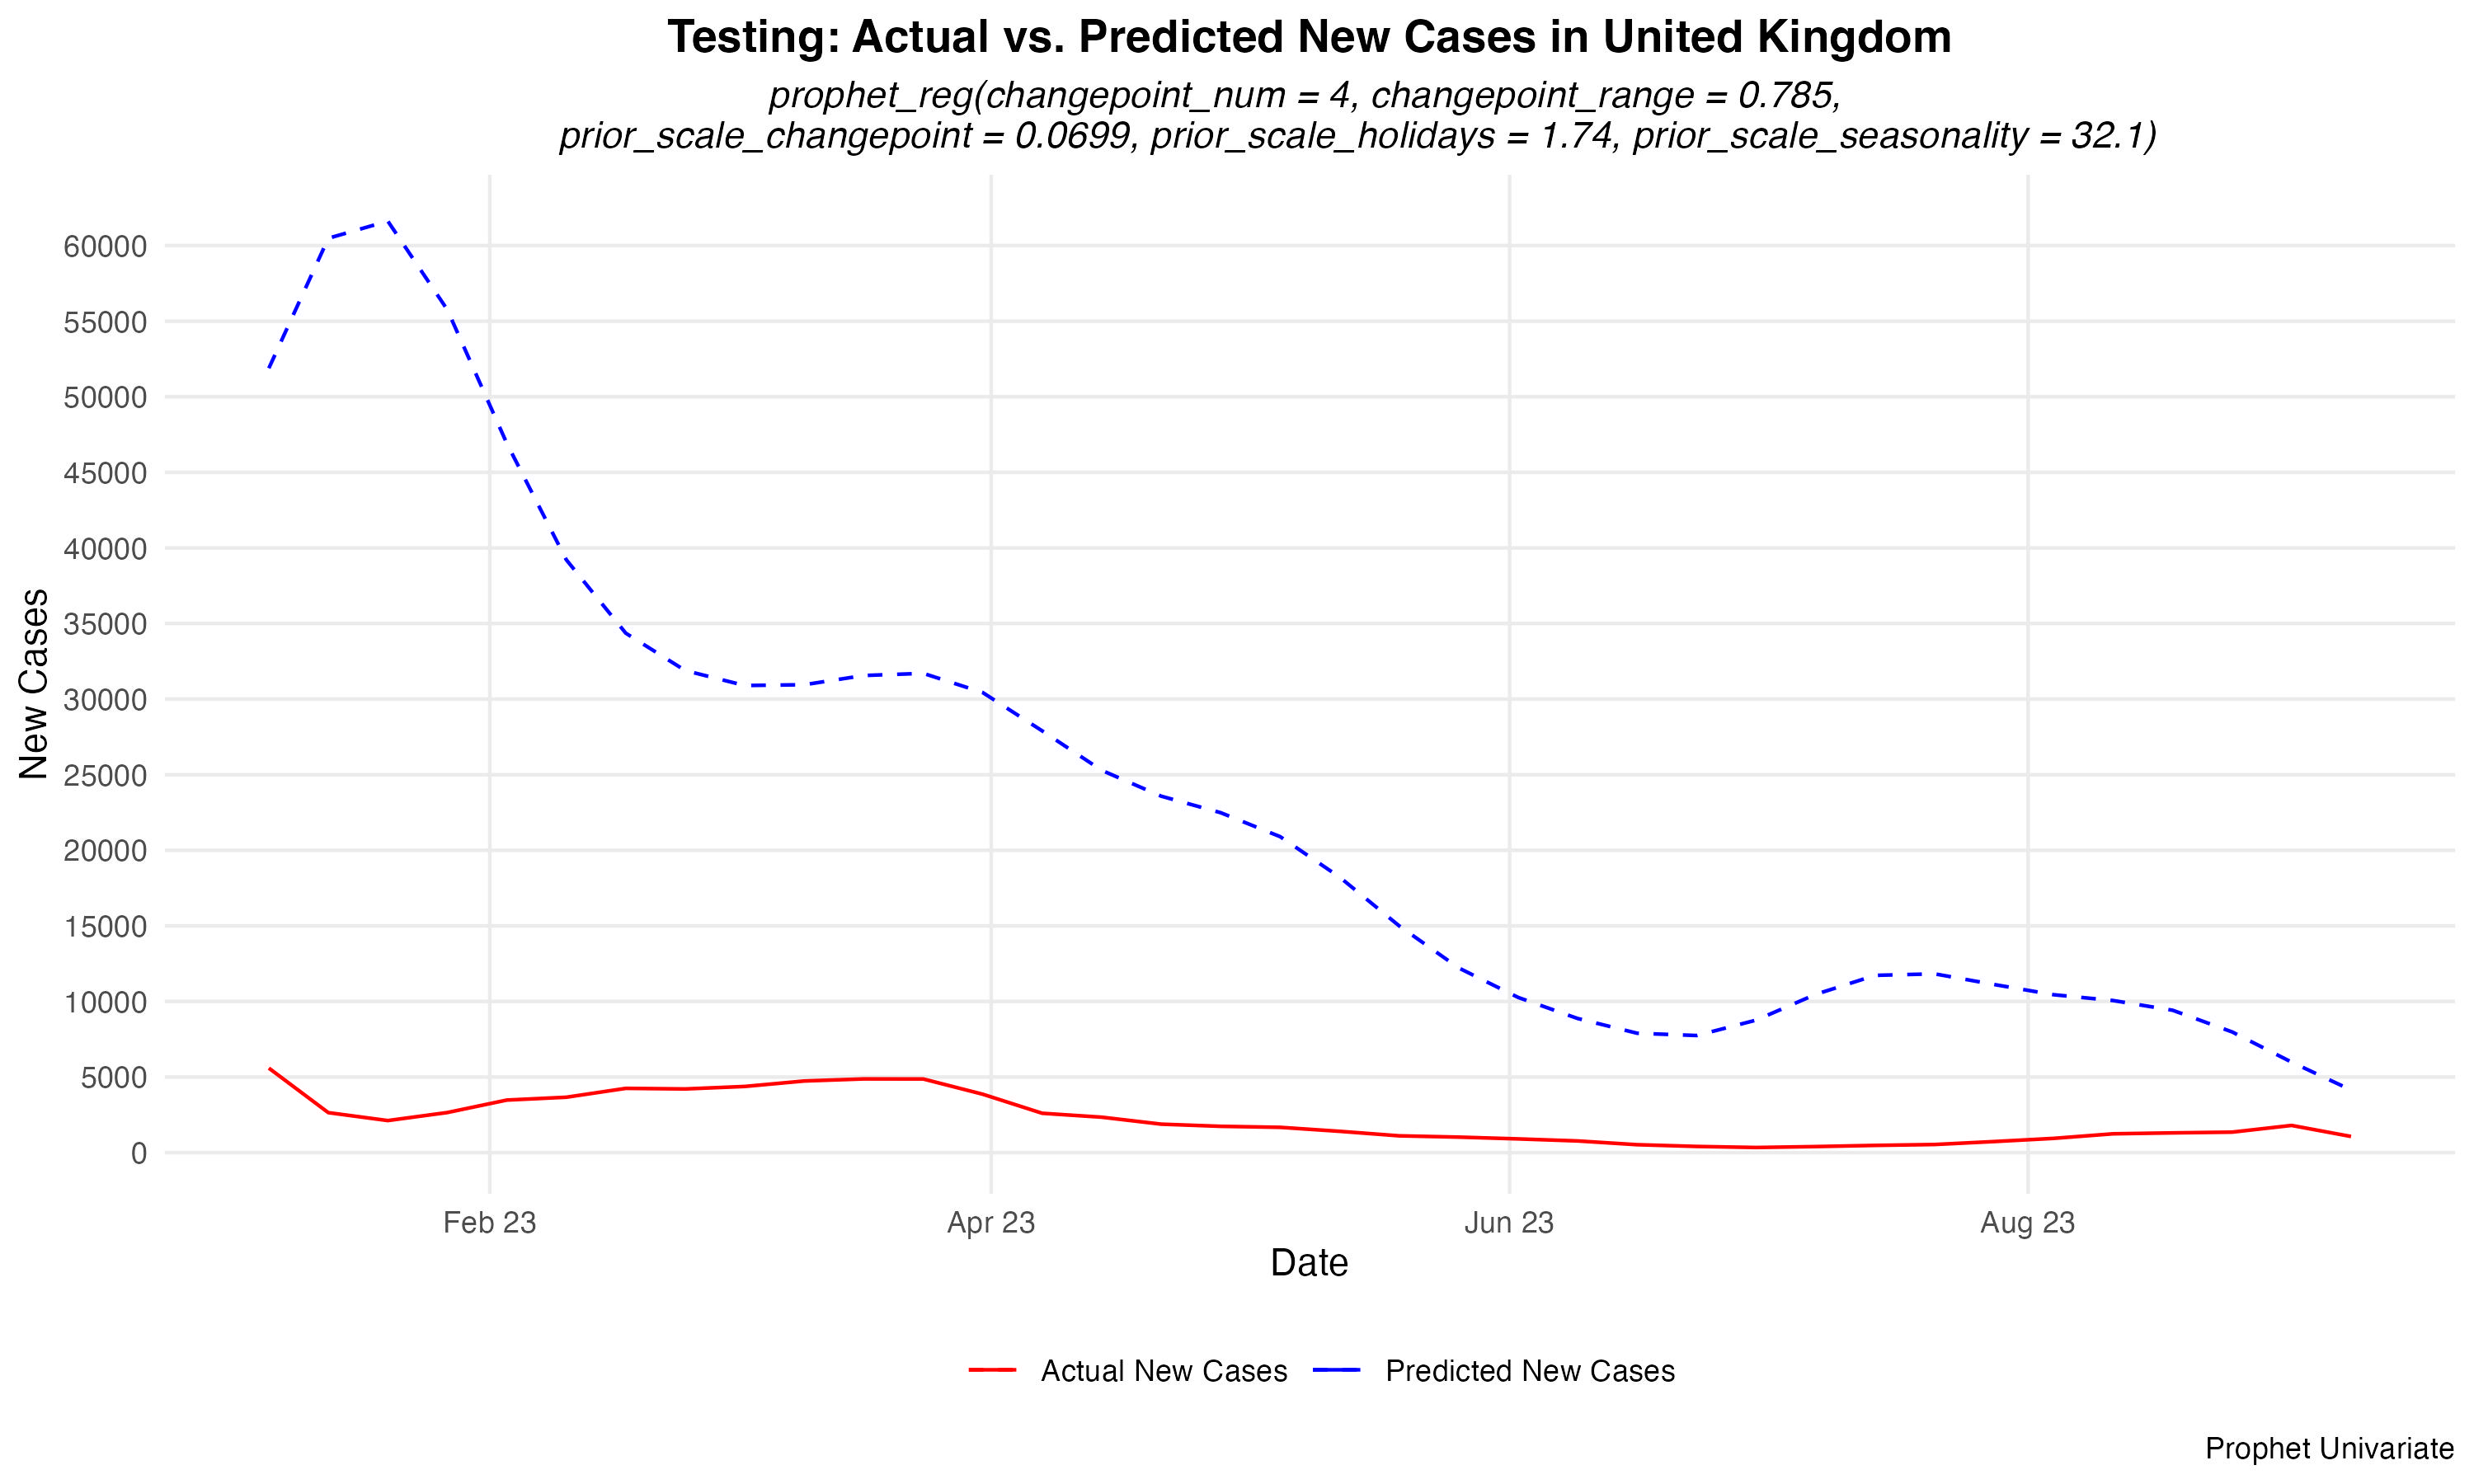 Testing: Actual vs. Predicted New Cases in United Kingdom
prophet_reg(changepoint_num = 4, changepoint_range = 0.785,
prior_scale_changepoint = 0.0699, prior_scale_holidays = 1.74, prior_scale_seasonality = 32.1)
New Cases
60000
55000
50000
45000
40000
35000
30000
25000
20000
15000
10000
5000
0
Feb 23 Apr 23 Jun 23 Aug 23
Date
Actual New Cases Predicted New Cases
Prophet Univariate